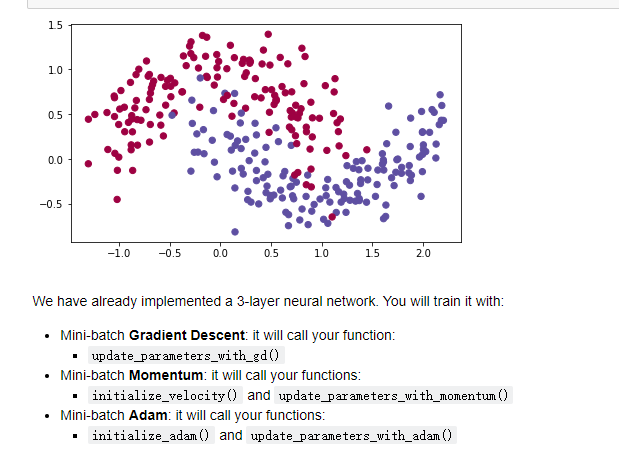 1.5
1.0
0.5
0.0
−0.5
−1.0 −0.5 0.0 0.5 1.0 1.5 2.0
We have already implemented a 3-layer neural network. You will train it with:
• Mini-batch Gradient Descent: it will call your function:
▪ update_parameters_with_gd()
• Mini-batch Momentum: it will call your functions:
▪ initialize_velocity() and update_parameters_with_momentum()
• Mini-batch Adam: it will call your functions:
▪ initialize_adam() and update_parameters_with_adam()